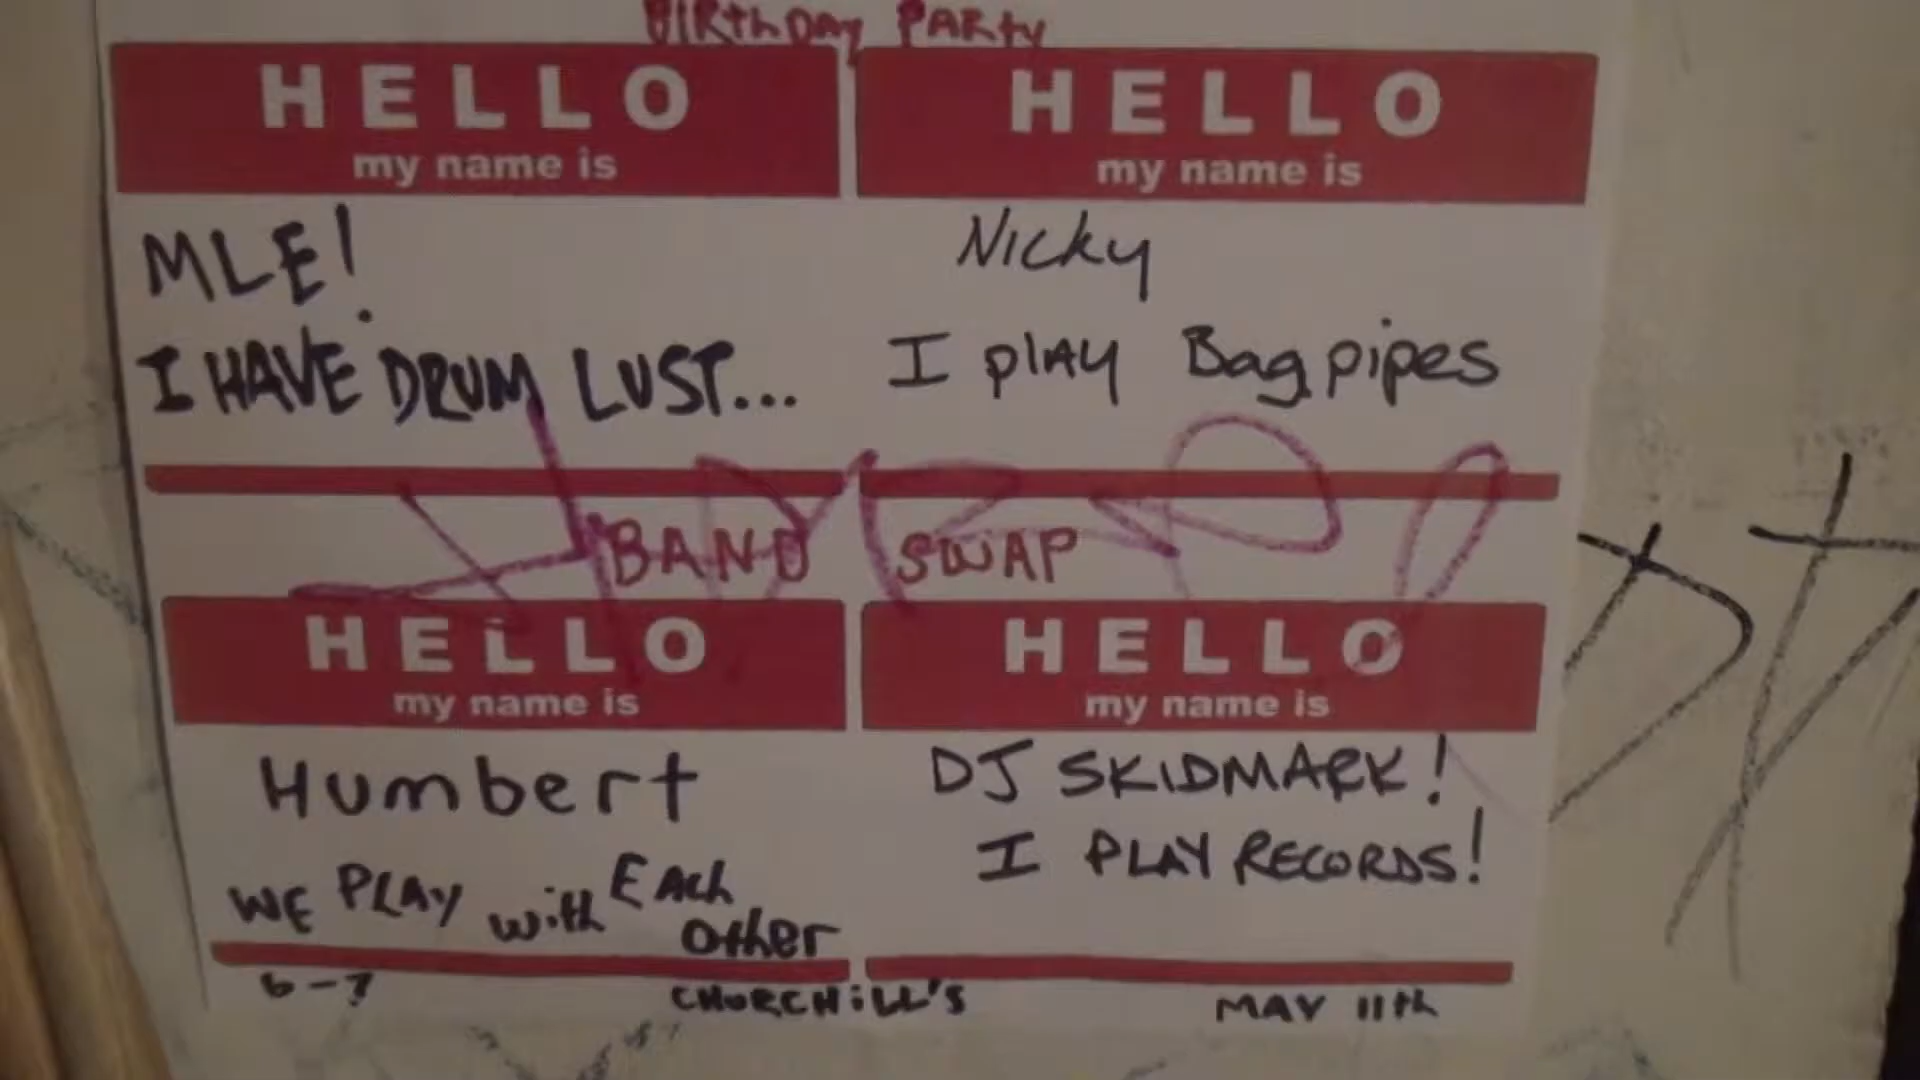 BIRTHDAY PARTY
HELLO
my name is
MLE!
I HAVE DRUM LUST...
HELLO
my name is
Nicky
I plAy Bagpipes
BAND SWAP
HELLO
my name is
Humbert
WE PLAY with EAch
Other
HELLO
my name is
DJ SKIDMARK!
I PLAY RECORDS!
6-7 CHURCHiLL'S MAY 11th